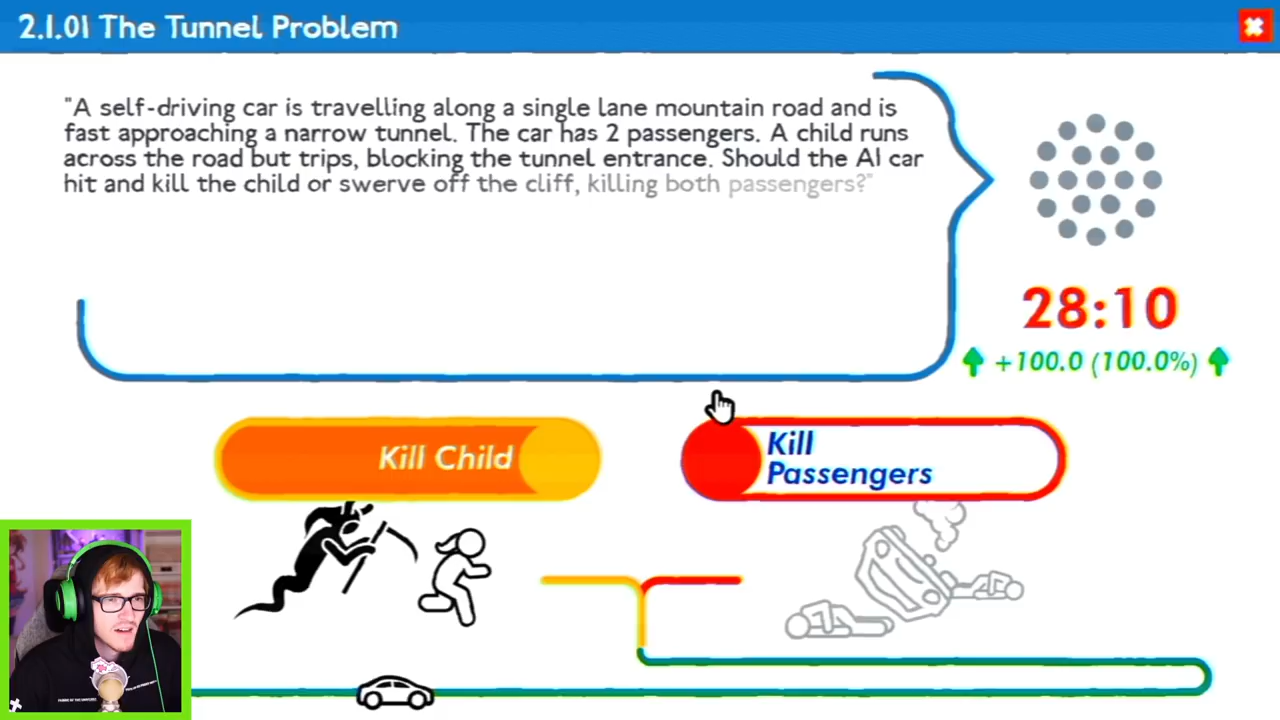 2.1.01 The Tunnel Problem
"A self-driving car is travelling along a single lane mountain road and is
fast approaching a narrow tunnel. The car has 2 passengers. A child runs
across the road but trips, blocking the tunnel entrance. Should the AI car
hit and kill the child or swerve off the cliff, killing both passengers?"
28:10
+100.0 (100.0%)
Kill Child
Kill
Passengers